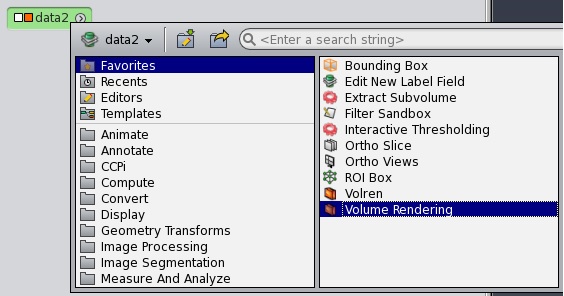 data2
data2
<Enter a search string>
Favorites
Recents
Editors
Templates
Animate
Annotate
CCPi
Compute
Convert
Display
Geometry Transforms
Image Processing
Image Segmentation
Measure And Analyze
Bounding Box
Edit New Label Field
Extract Subvolume
Filter Sandbox
Interactive Thresholding
Ortho Slice
Ortho Views
ROI Box
Volren
Volume Rendering